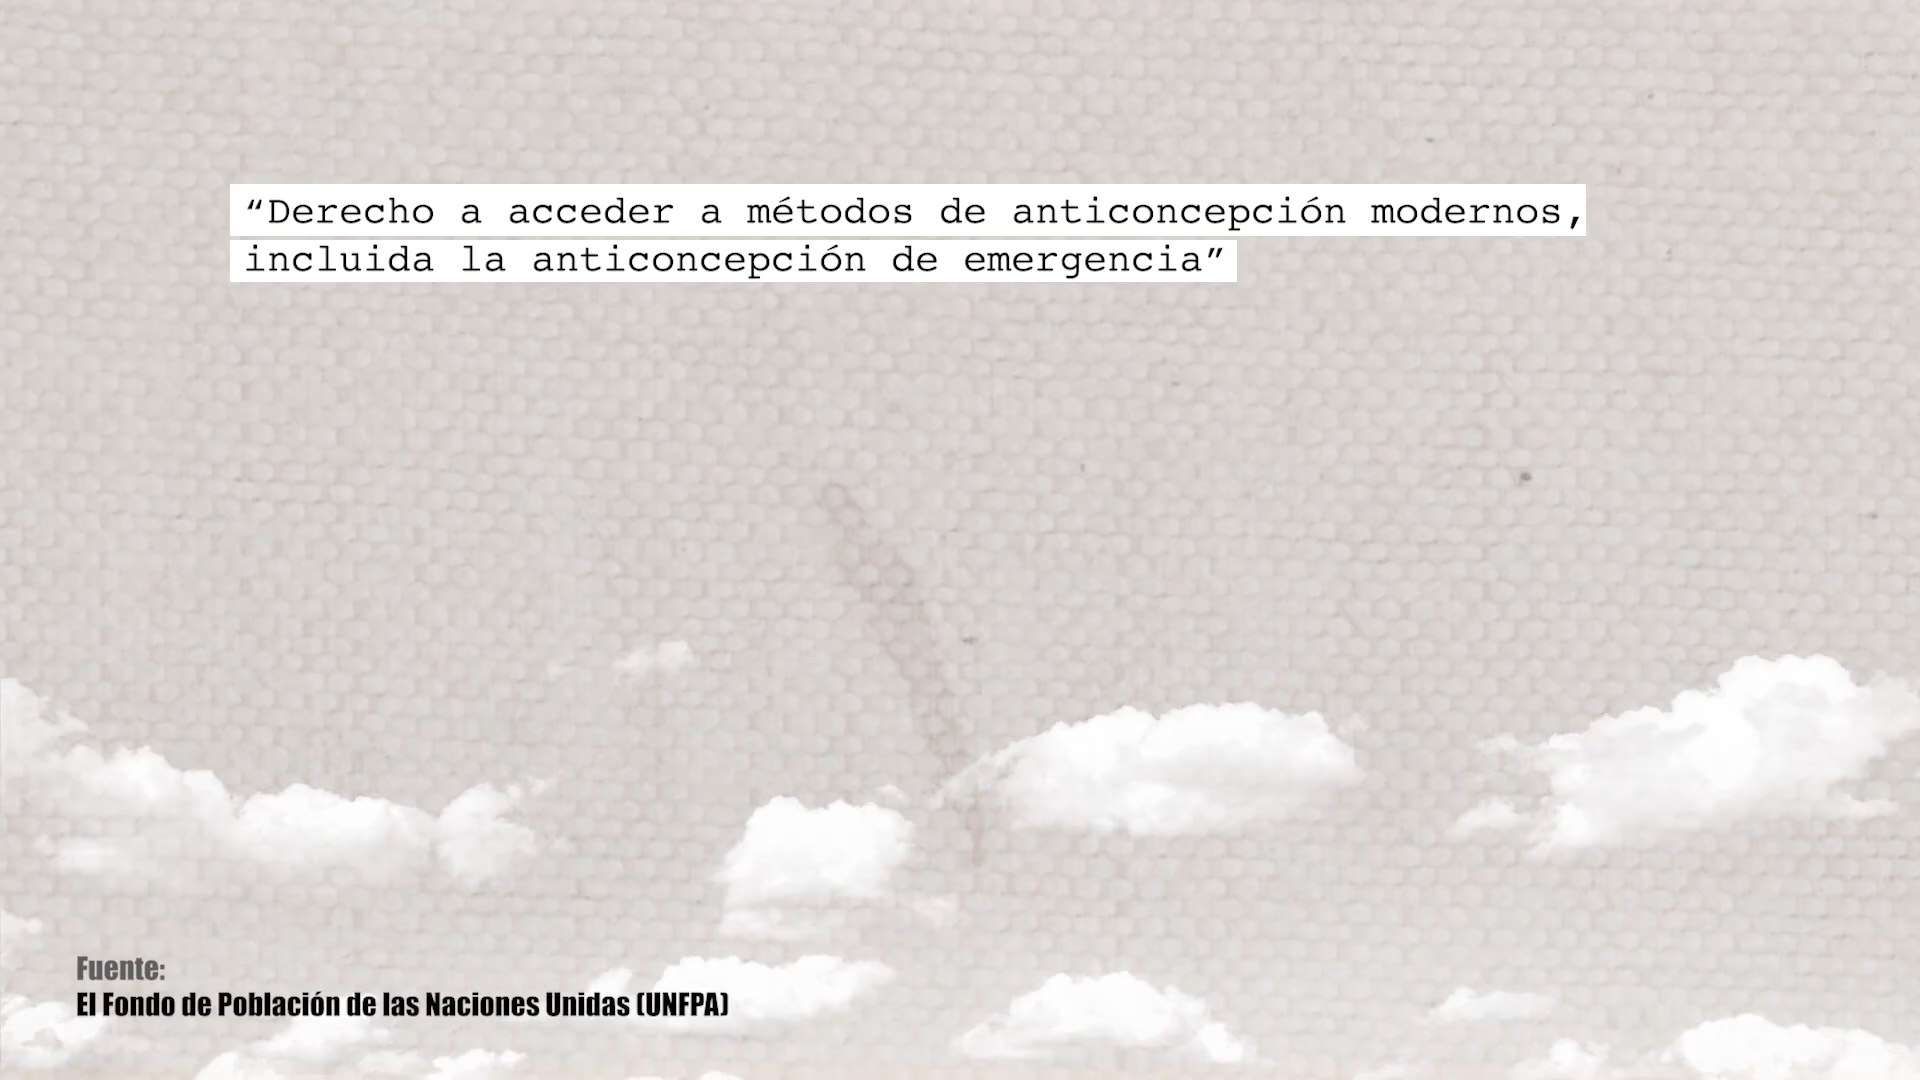 “Derecho a acceder a métodos de anticoncepción modernos,
incluida la anticoncepción de emergencia”
Fuente:
El Fondo de Población de las Naciones Unidas (UNFPA)